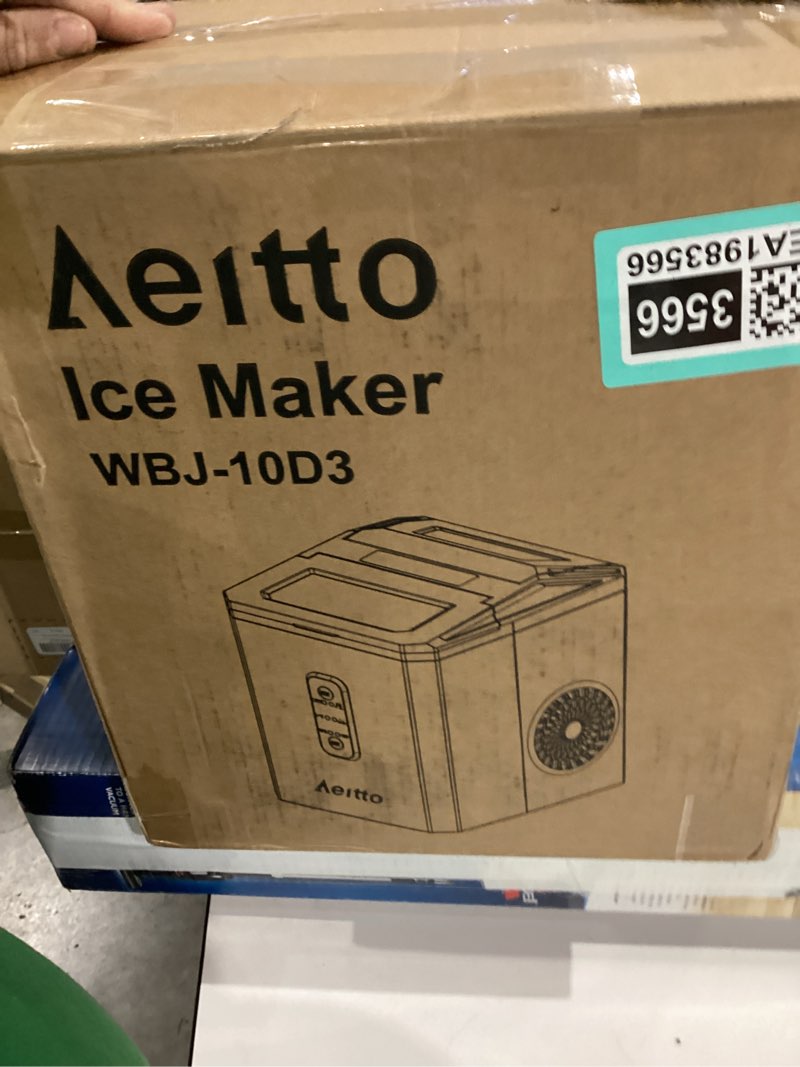 Aeitto
Ice Maker
WBJ-10D3
EA1983566
3566
Aeitto